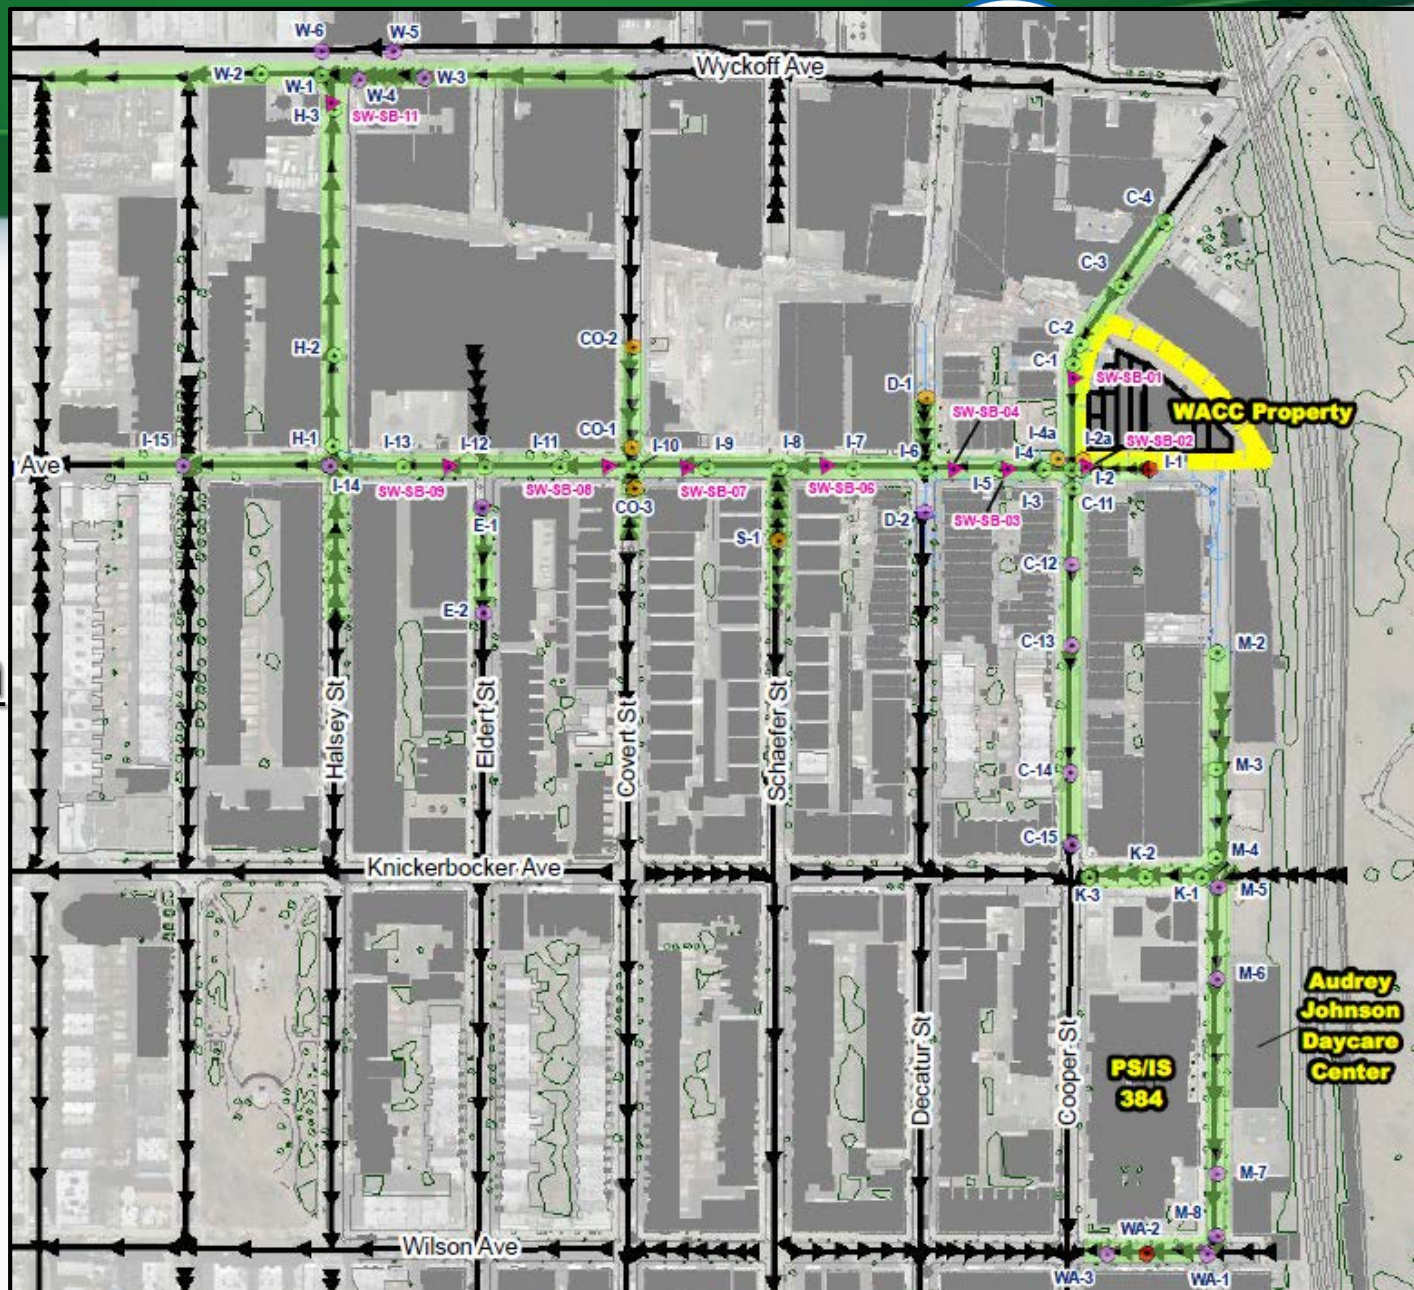 W-6
W-5
Wyckoff Ave
W-2
W-1
W-4
W-3
H-3
SW-SB-11
C-4
C-3
C-2
C-1
SW-SB-01
WACC Property
CO-2
H-2
D-1
SW-SB-04
CO-1
I-4a
I-2a
SW-SB-02
I-15
H-1
I-13
I-12
I-11
I-10
I-9
I-8
I-7
I-6
I-4
I-1
Ave
I-14
SW-SB-09
SW-SB-08
SW-SB-07
SW-SB-06
I-5
I-3
I-2
CO-3
C-11
E-1
D-2
SW-SB-03
S-1
C-12
E-2
C-13
M-2
Halsey St
Eldert St
Covert St
Schaefer St
C-14
M-3
C-15
Knickerbocker Ave
K-2
M-4
K-3
K-1
M-5
M-6
Audrey
Johnson
Daycare
Center
Decatur St
Cooper St
PS/IS
384
M-7
M-8
Wilson Ave
WA-2
WA-3
WA-1